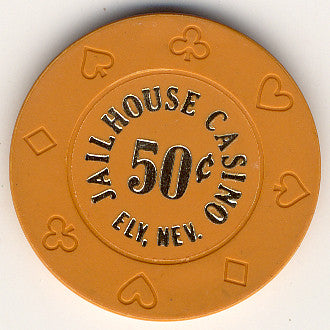 JAILHOUSE CASINO
50¢
ELY, NEV.